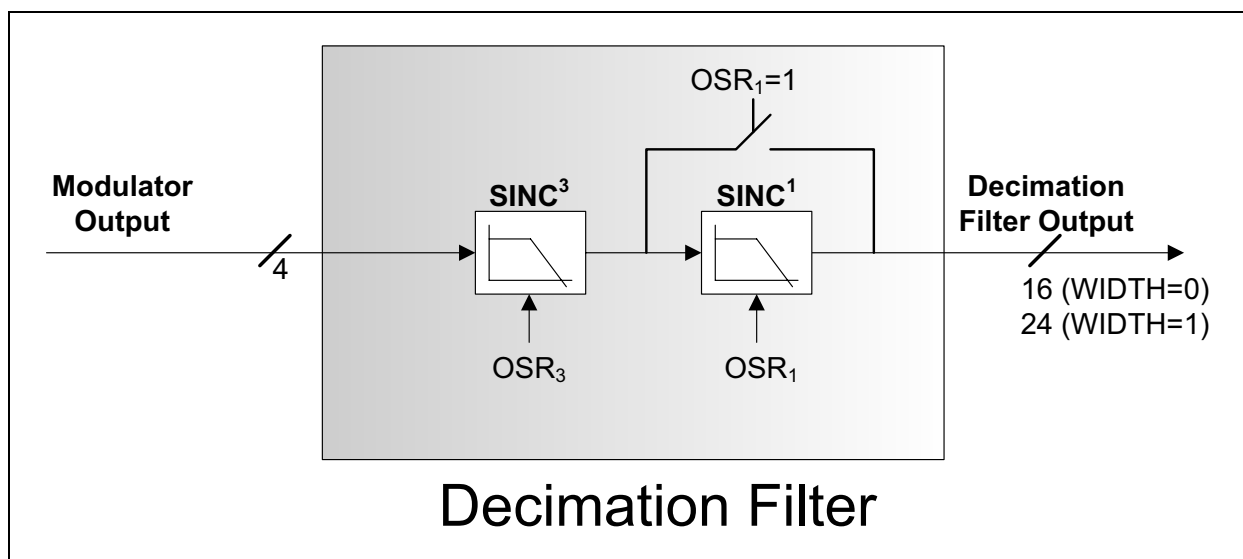 OSR₁=1
Modulator
Output
4
SINC³
SINC¹
OSR₃
OSR₁
Decimation
Filter Output
16 (WIDTH=0)
24 (WIDTH=1)
Decimation Filter